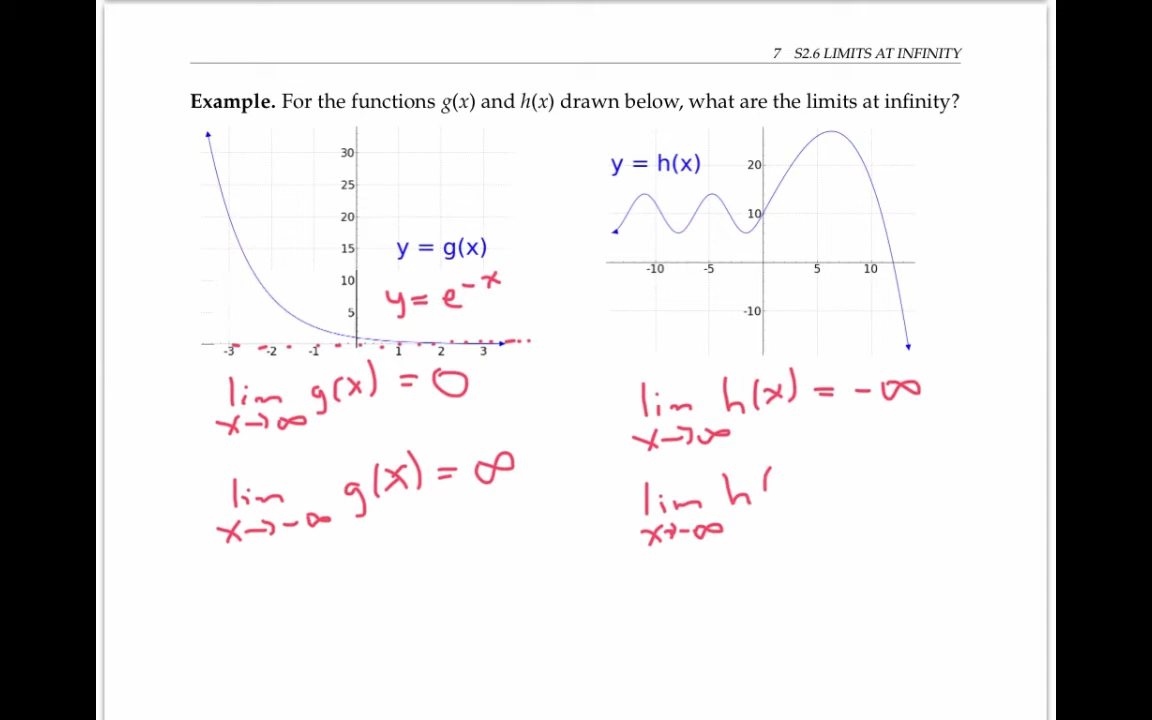 7 S2.6 LIMITS AT INFINITY
Example. For the functions g(x) and h(x) drawn below, what are the limits at infinity?
30
25
20
15
10
5
-3 -2 -1 1 2 3
y = g(x)
y = e^-x
lim g(x) = 0
x→∞
lim g(x) = ∞
x→-∞
y = h(x)
20
10
-10 -5 5 10
-10
lim h(x) = -∞
x→∞
lim h(
x→-∞